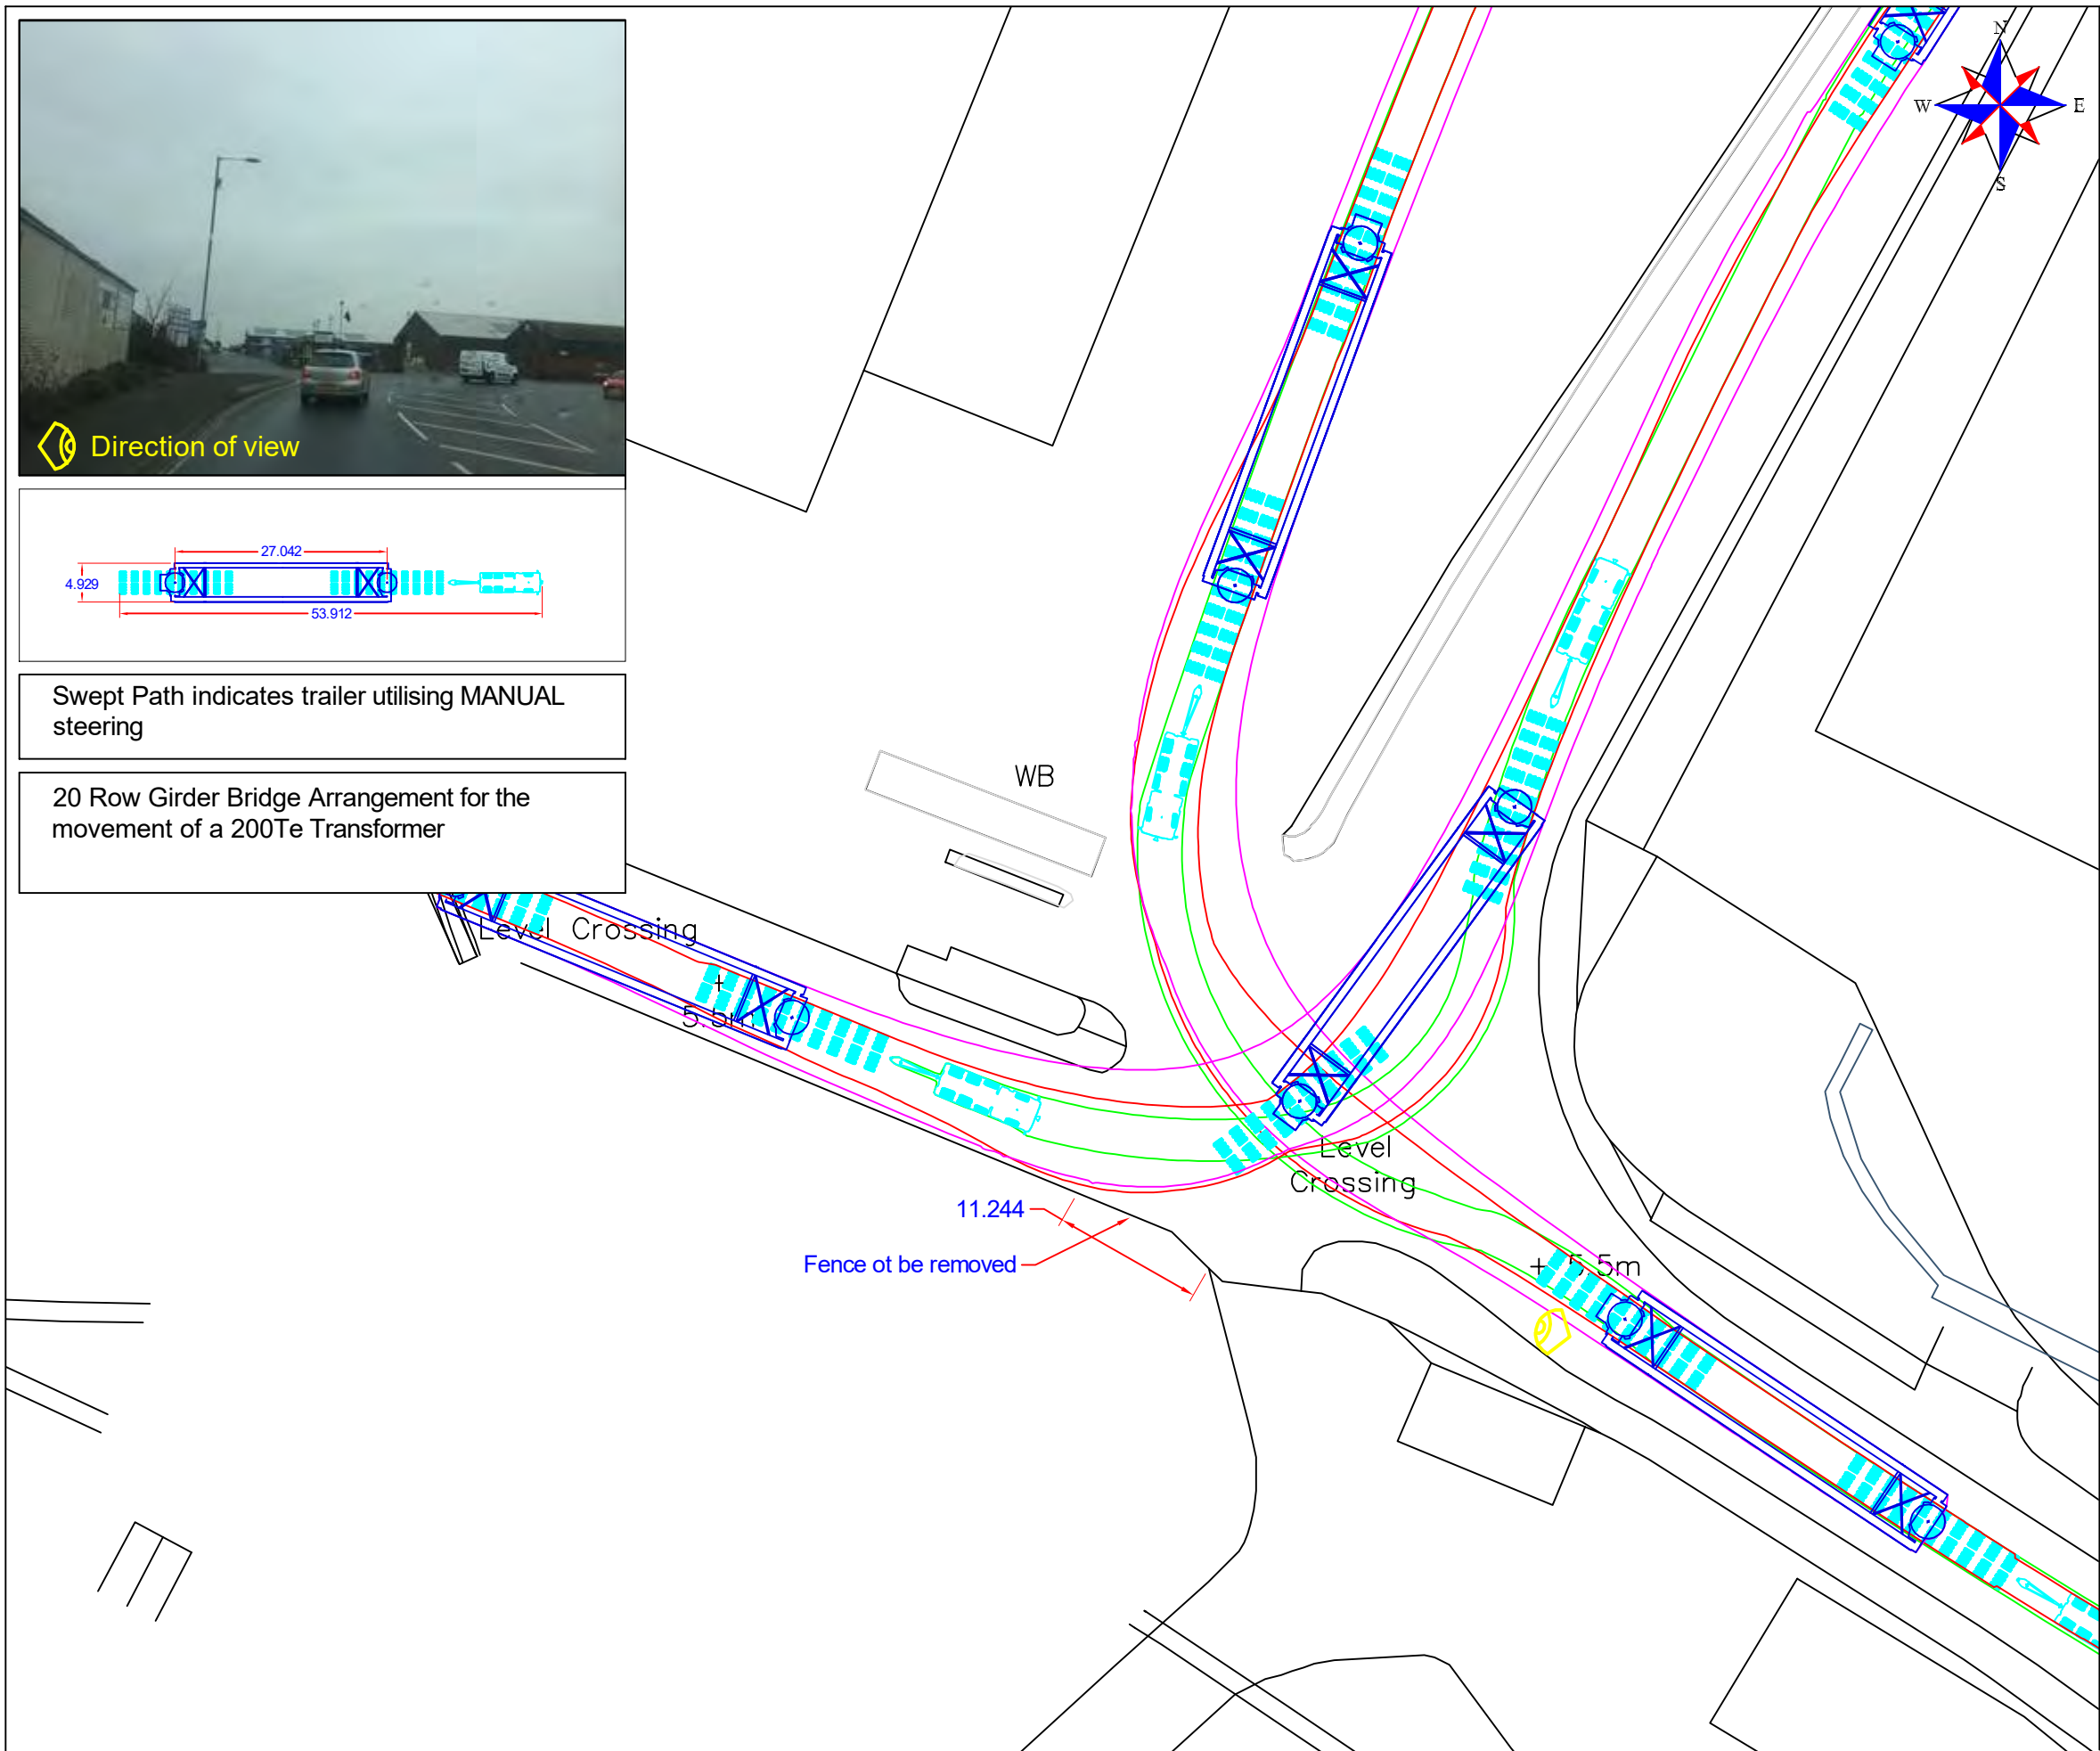 N
W
E
S
Direction of view
27.042
4.929
53.912
Swept Path indicates trailer utilising MANUAL
steering
20 Row Girder Bridge Arrangement for the
movement of a 200Te Transformer
WB
Level Crossing
+
5.5m
Level
Crossing
11.244
Fence ot be removed
+ 5.5m